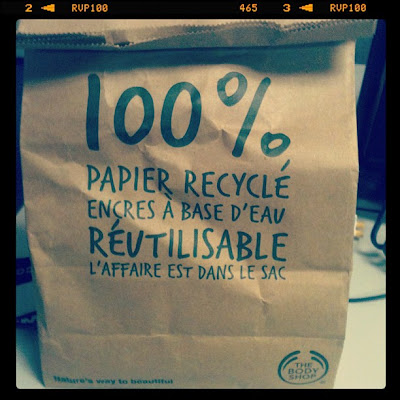 2 ◄ RVP100 465 3 ◄ RVP100
100%
PAPIER RECYCLÉ
ENCRES À BASE D'EAU
RÉUTILISABLE
L'AFFAIRE EST DANS LE SAC
Nature's way to beautiful
THE
BODY
SHOP
®